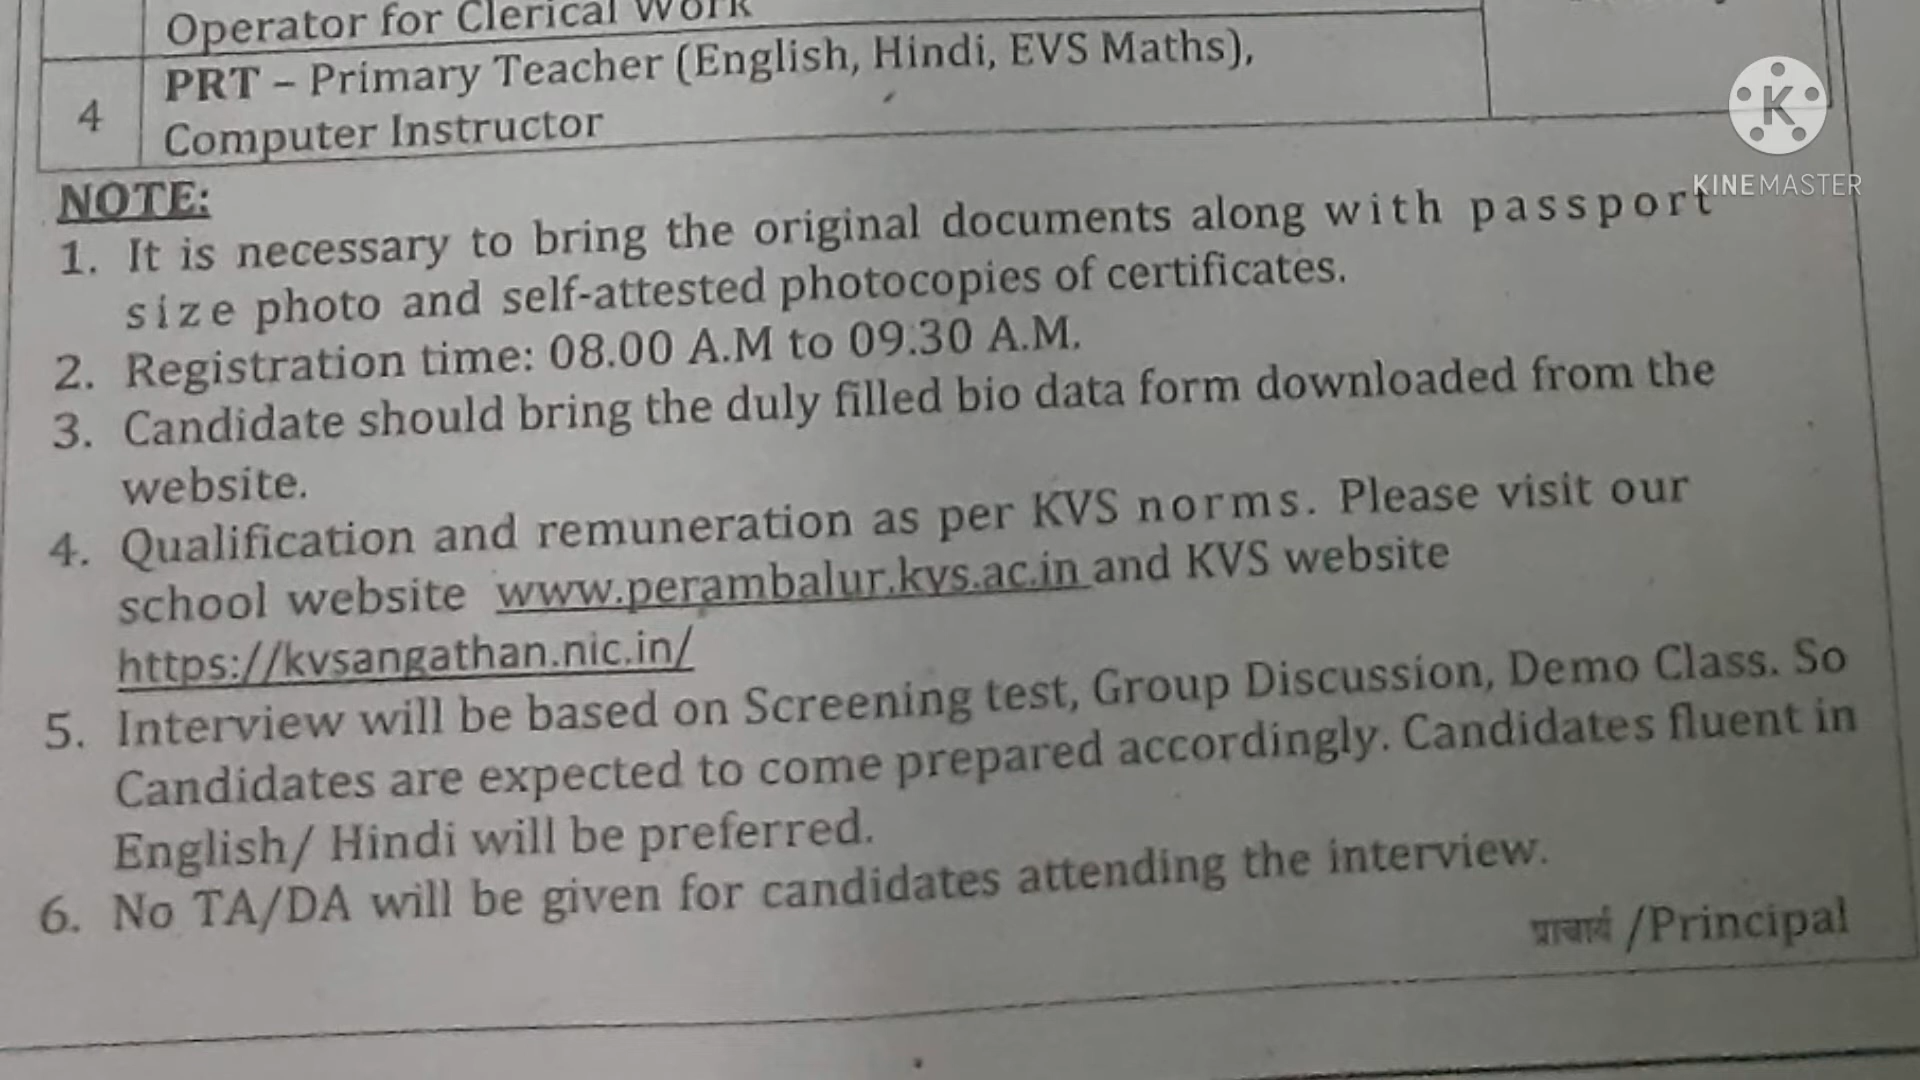 Operator for Clerical Work
4
PRT – Primary Teacher (English, Hindi, EVS Maths),
Computer Instructor
K
KINEMASTER
NOTE:
1. It is necessary to bring the original documents along with passport
size photo and self-attested photocopies of certificates.
2. Registration time: 08.00 A.M to 09.30 A.M.
3. Candidate should bring the duly filled bio data form downloaded from the
website.
4. Qualification and remuneration as per KVS norms. Please visit our
school website www.perambalur.kvs.ac.in and KVS website
https://kvsangathan.nic.in/
5. Interview will be based on Screening test, Group Discussion, Demo Class. So
Candidates are expected to come prepared accordingly. Candidates fluent in
English/ Hindi will be preferred.
6. No TA/DA will be given for candidates attending the interview.
प्राचार्य /Principal